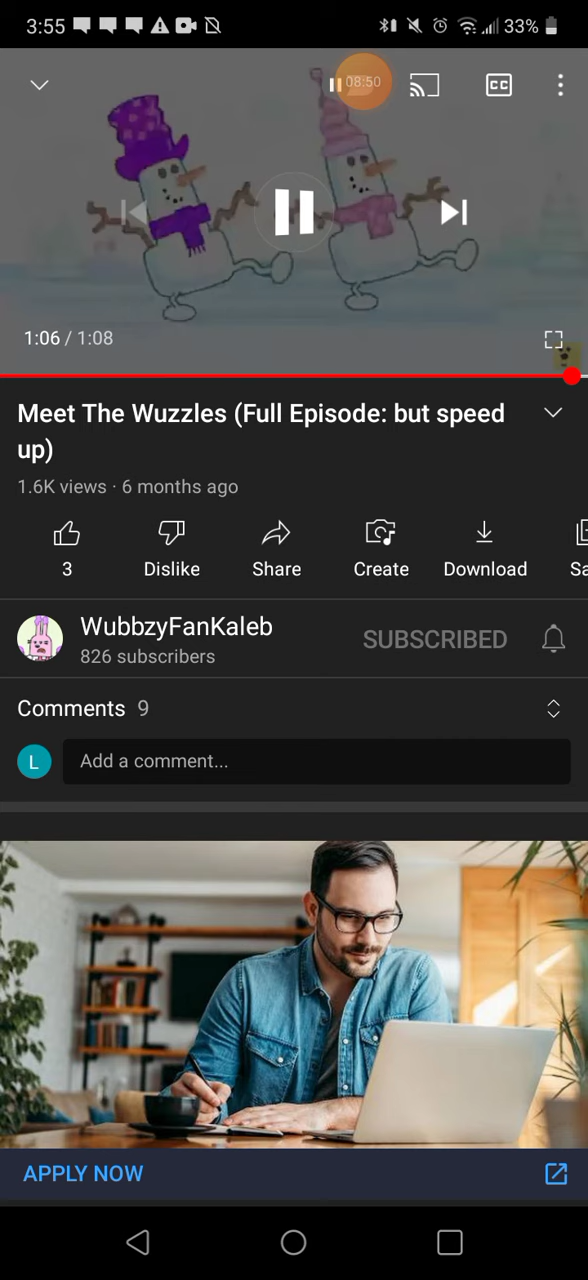 3:55
33%
08:50
CC
1:06 / 1:08
Meet The Wuzzles (Full Episode: but speed
up)
1.6K views · 6 months ago
3
Dislike
Share
Create
Download
Sa
WubbzyFanKaleb
SUBSCRIBED
826 subscribers
Comments 9
L
Add a comment...
APPLY NOW